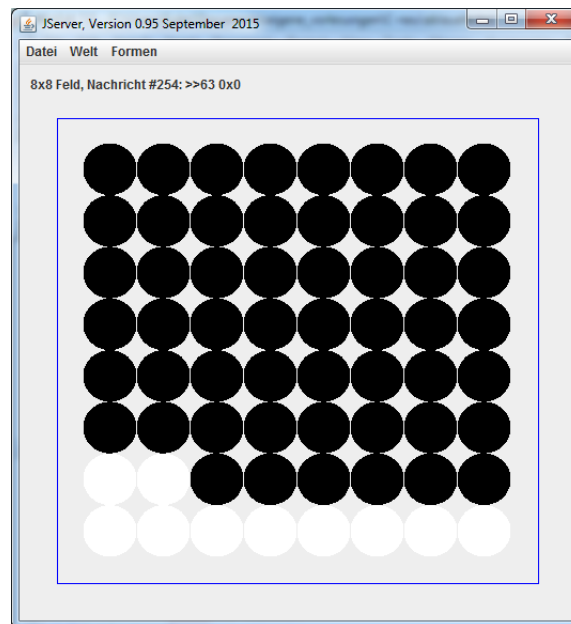 JServer, Version 0.95 September 2015
Datei Welt Formen
8x8 Feld, Nachricht #254: >>63 0x0